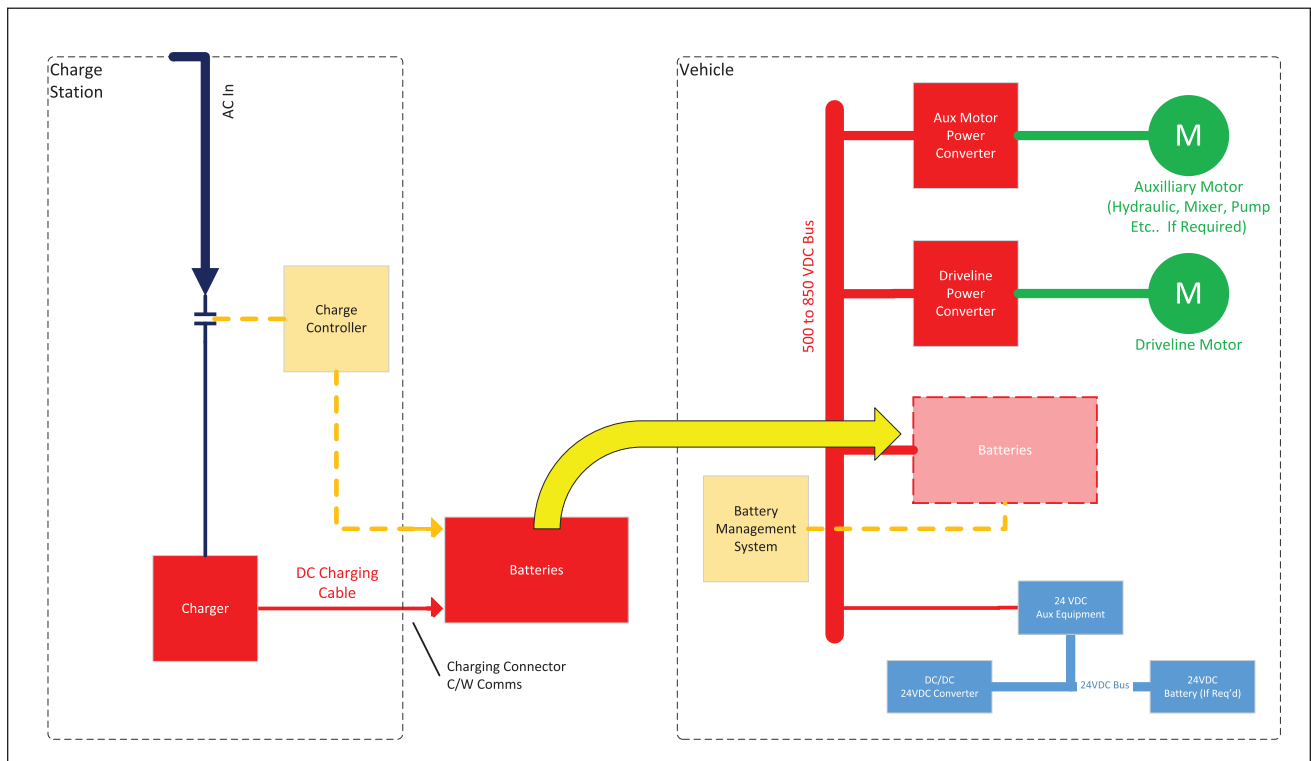 Charge
Station
AC In
Charge
Controller
Charger
DC Charging
Cable
Batteries
Charging Connector
C/W Comms
Vehicle
500 to 850 VDC Bus
Aux Motor
Power
Converter
M
Auxilliary Motor
(Hydraulic, Mixer, Pump
Etc.. If Required)
Driveline
Power
Converter
M
Driveline Motor
Batteries
Battery
Management
System
24 VDC
Aux Equipment
DC/DC
24VDC Converter
24VDC Bus
24VDC
Battery (If Req'd)